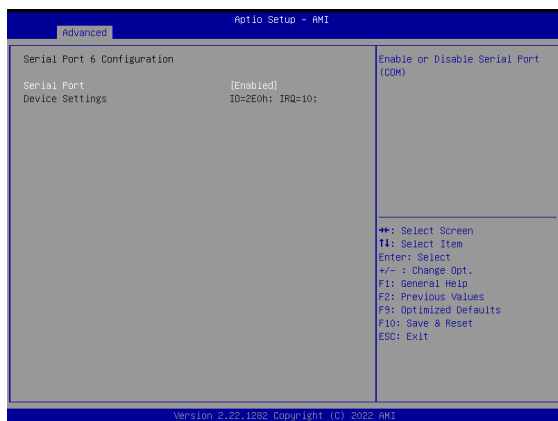 Aptio Setup - AMI
Advanced
Serial Port 6 Configuration
Serial Port [Enabled]
Device Settings IO=2E0h; IRQ=10;
Enable or Disable Serial Port
(COM)
→←: Select Screen
↑↓: Select Item
Enter: Select
+/- : Change Opt.
F1: General Help
F2: Previous Values
F9: Optimized Defaults
F10: Save & Reset
ESC: Exit
Version 2.22.1282 Copyright (C) 2022 AMI